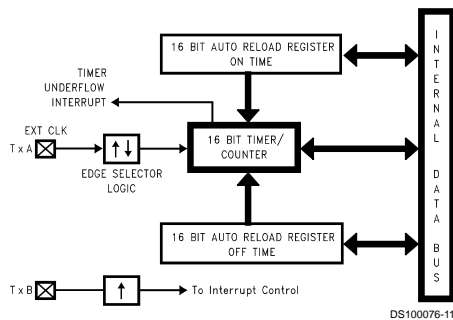 16 BIT AUTO RELOAD REGISTER
ON TIME
TIMER
UNDERFLOW
INTERRUPT
EXT CLK
TxA
EDGE SELECTOR
LOGIC
16 BIT TIMER/
COUNTER
16 BIT AUTO RELOAD REGISTER
OFF TIME
TxB
To Interrupt Control
INTERNAL DATA BUS
DS100076-11